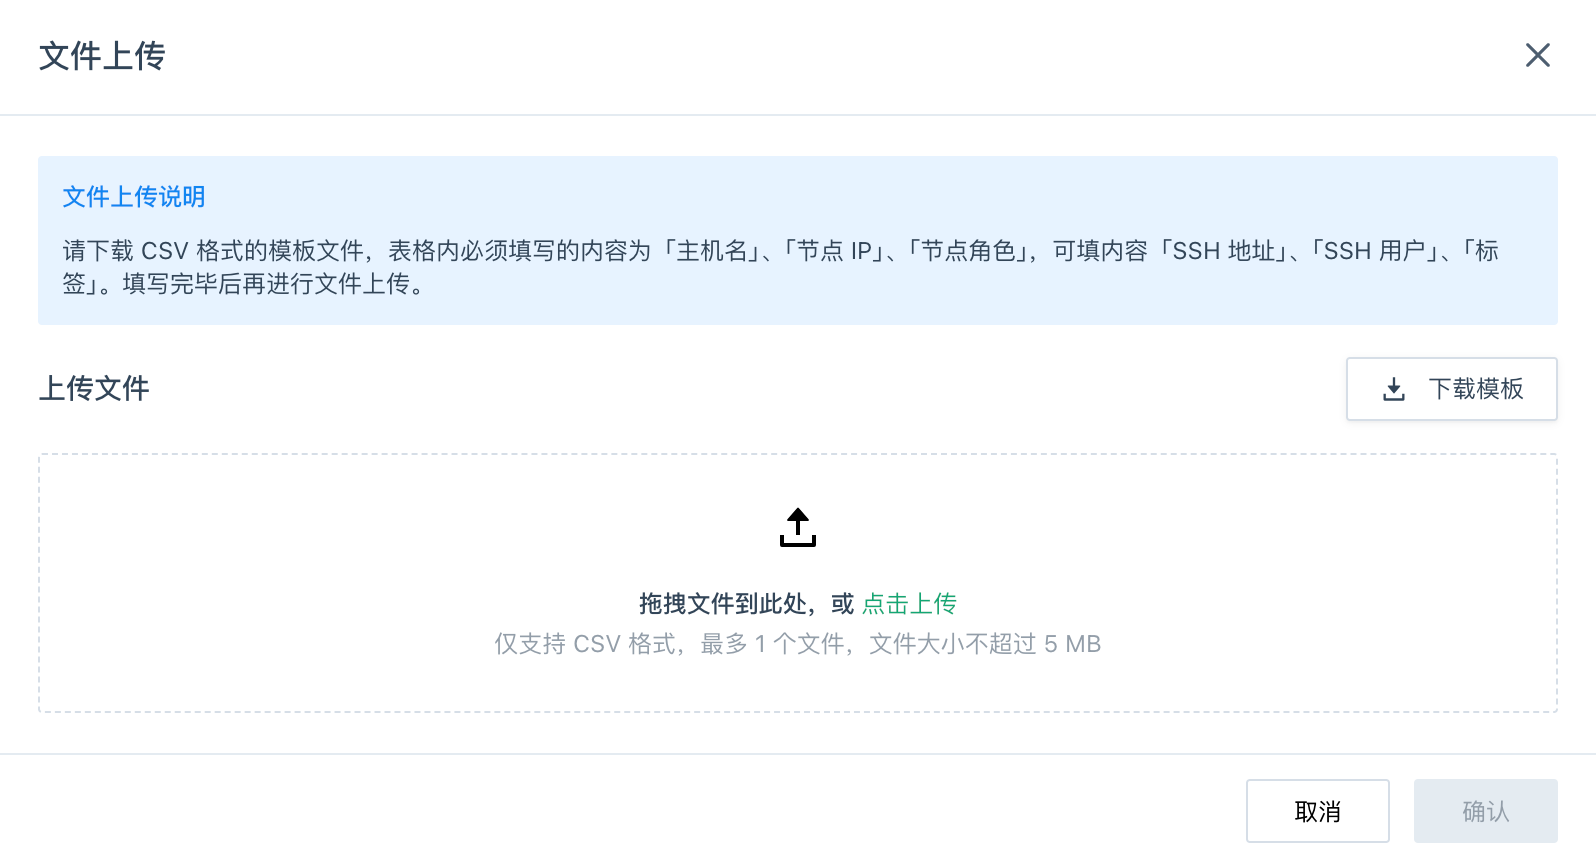 文件上传
文件上传说明
请下载 CSV 格式的模板文件，表格内必须填写的内容为「主机名」、「节点 IP」、「节点角色」，可填内容「SSH 地址」、「SSH 用户」、「标
签」。填写完毕后再进行文件上传。
上传文件
下载模板
拖拽文件到此处，或 点击上传
仅支持 CSV 格式，最多 1 个文件，文件大小不超过 5 MB
取消
确认